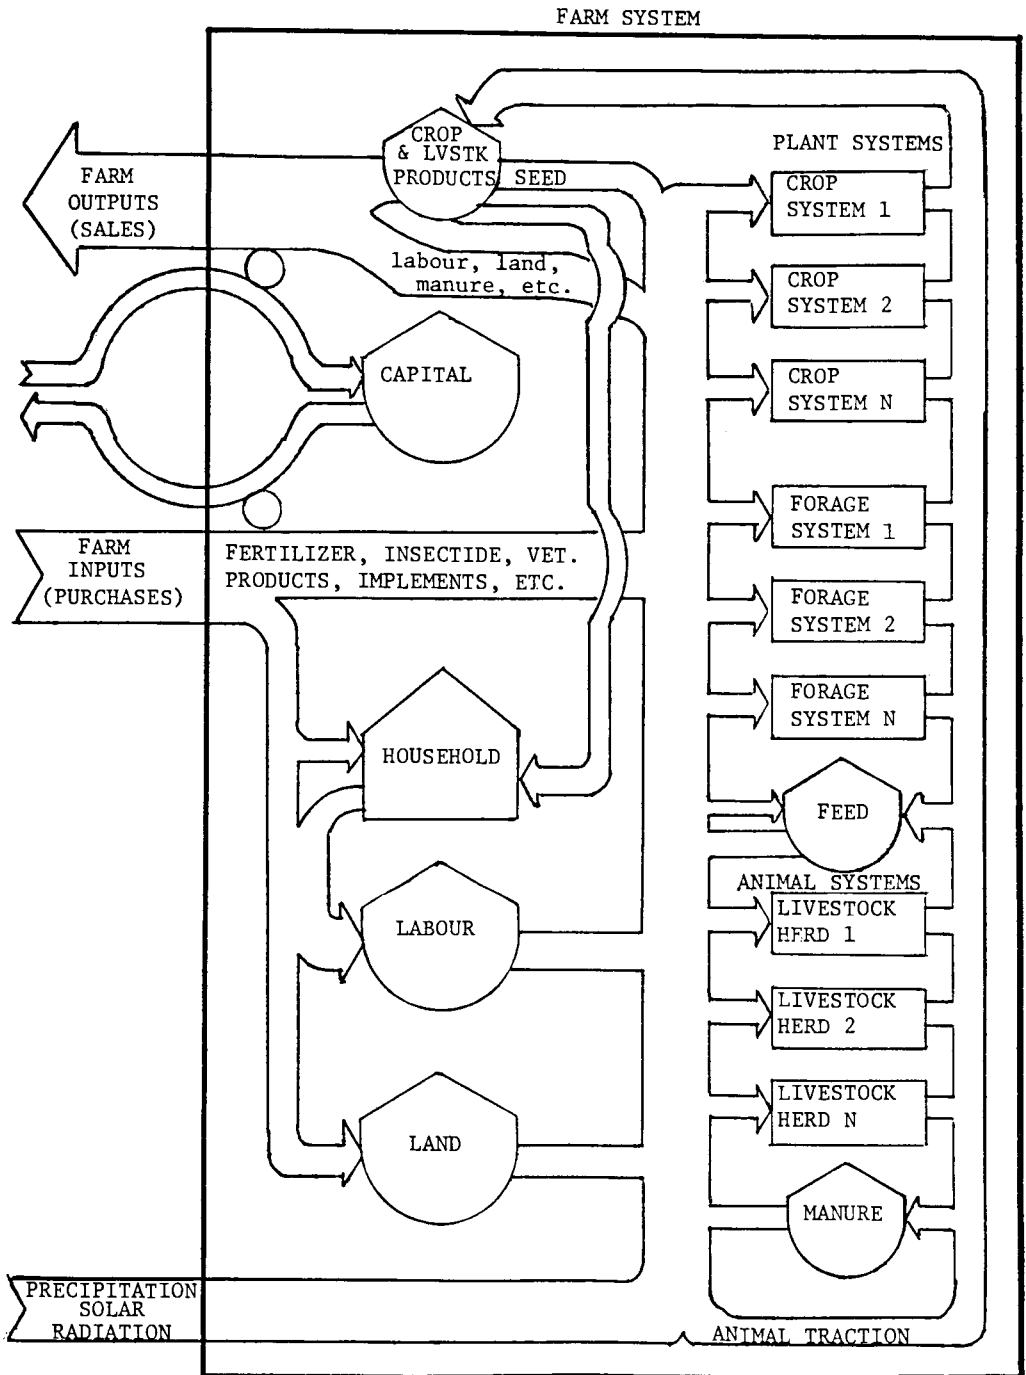 FARM SYSTEM
CROP
& LVSTK
PRODUCTS
SEED
PLANT SYSTEMS
FARM
OUTPUTS
(SALES)
labour, land,
manure, etc.
CROP
SYSTEM 1
CROP
SYSTEM 2
CAPITAL
CROP
SYSTEM N
FORAGE
SYSTEM 1
FARM
INPUTS
(PURCHASES)
FERTILIZER, INSECTIDE, VET.
PRODUCTS, IMPLEMENTS, ETC.
FORAGE
SYSTEM 2
FORAGE
SYSTEM N
HOUSEHOLD
FEED
ANIMAL SYSTEMS
LABOUR
LIVESTOCK
HERD 1
LIVESTOCK
HERD 2
LIVESTOCK
HERD N
LAND
MANURE
PRECIPITATION
SOLAR
RADIATION
ANIMAL TRACTION